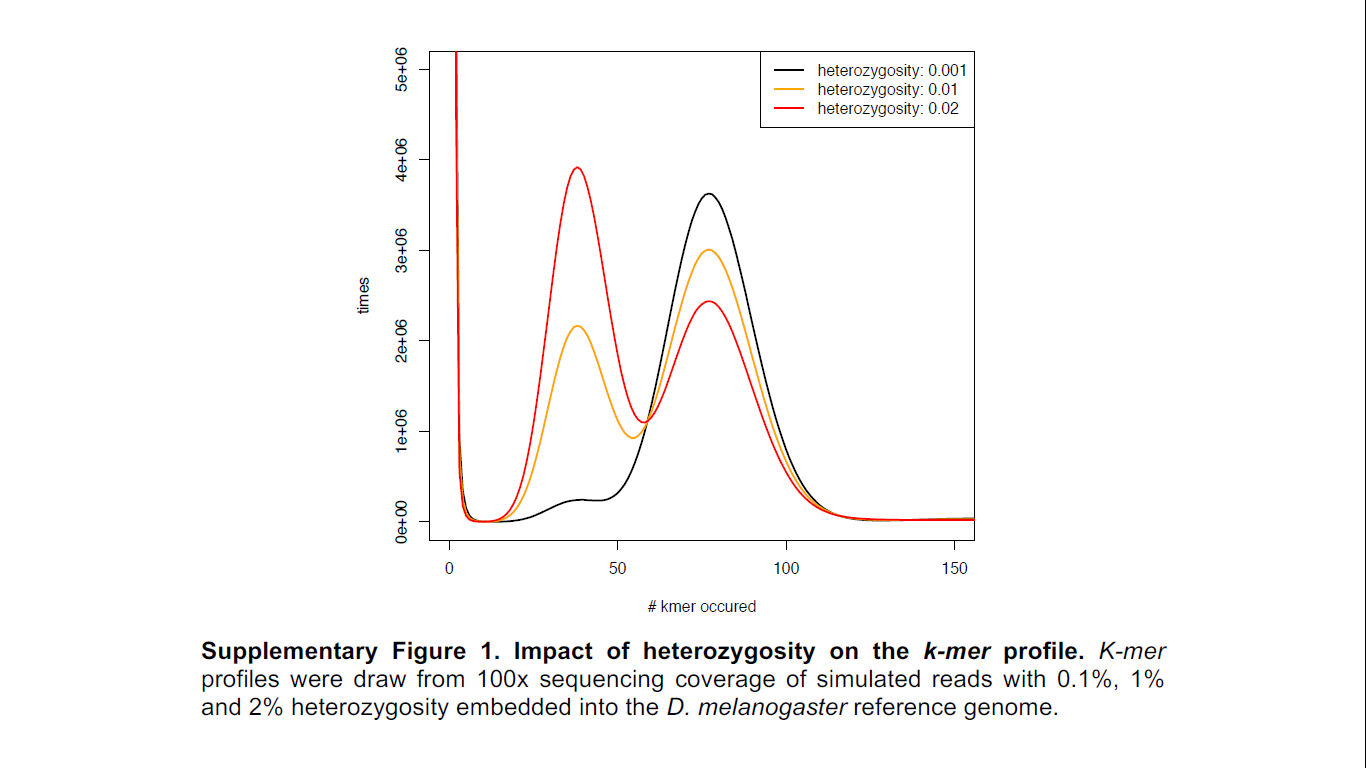 5e+06
4e+06
3e+06
2e+06
1e+06
0e+00
times
heterozygosity: 0.001
heterozygosity: 0.01
heterozygosity: 0.02
0 50 100 150
# kmer occured
Supplementary Figure 1. Impact of heterozygosity on the k-mer profile. K-mer
profiles were draw from 100x sequencing coverage of simulated reads with 0.1%, 1%
and 2% heterozygosity embedded into the D. melanogaster reference genome.